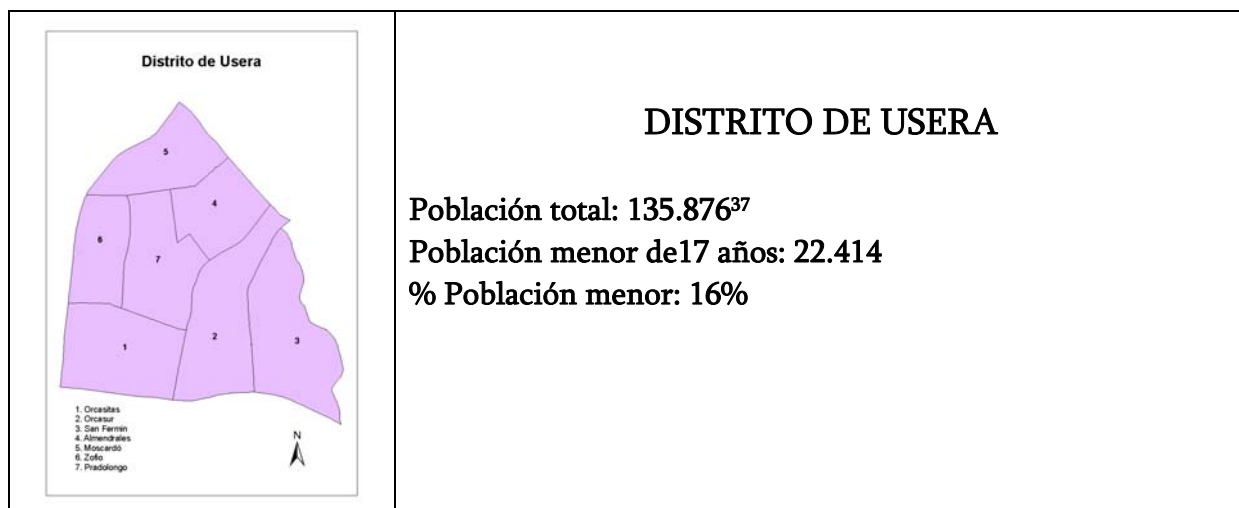 Distrito de Usera
5
4
6
7
2
3
1
1. Orcasitas
2. Orcasur
3. San Fermín
4. Almendrales
5. Moscardó
6. Zofío
7. Pradolongo
N
DISTRITO DE USERA
Población total: 135.876³⁷
Población menor de17 años: 22.414
% Población menor: 16%